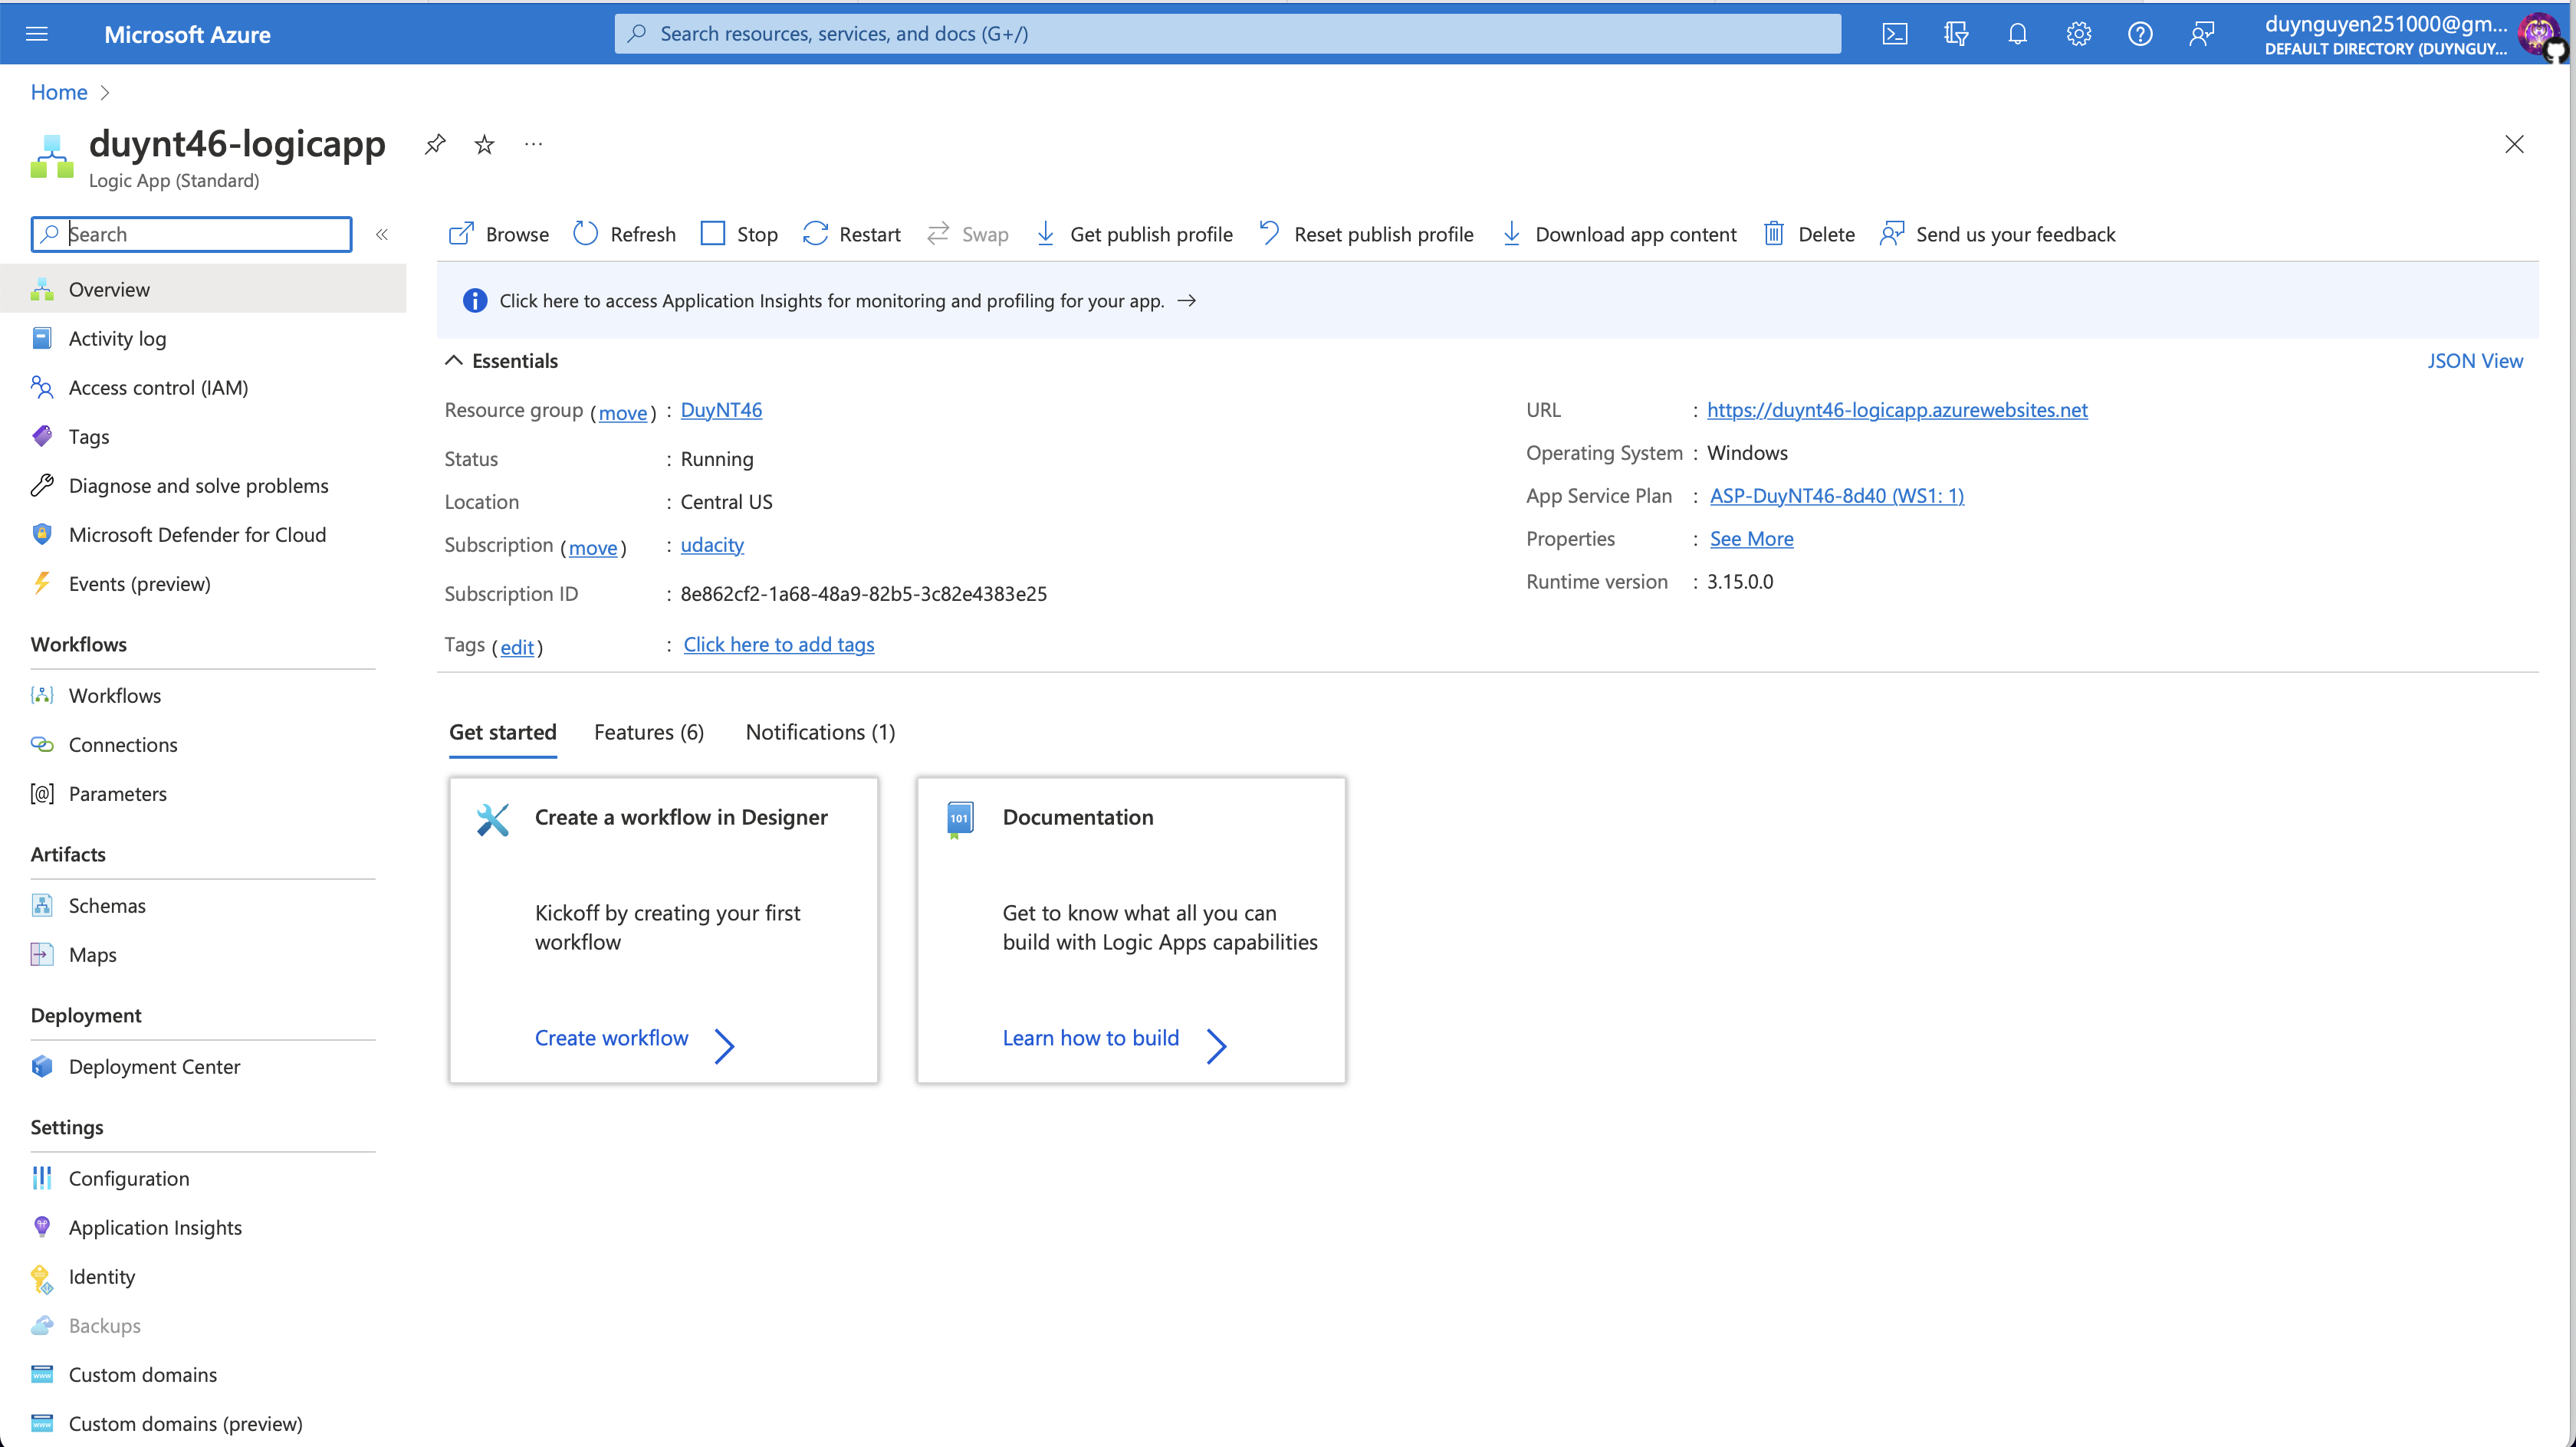 Microsoft Azure
Search resources, services, and docs (G+/)
duynguyen251000@gm...
DEFAULT DIRECTORY (DUYNGUY...
Home
duynt46-logicapp
Logic App (Standard)
Search
Browse Refresh Stop Restart Swap Get publish profile Reset publish profile Download app content Delete Send us your feedback
Overview
Activity log
Access control (IAM)
Tags
Diagnose and solve problems
Microsoft Defender for Cloud
Events (preview)
Workflows
Workflows
Connections
Parameters
Artifacts
Schemas
Maps
Deployment
Deployment Center
Settings
Configuration
Application Insights
Identity
Backups
Custom domains
Custom domains (preview)
Click here to access Application Insights for monitoring and profiling for your app.
Essentials
JSON View
Resource group (move) : DuyNT46
Status : Running
Location : Central US
Subscription (move) : udacity
Subscription ID : 8e862cf2-1a68-48a9-82b5-3c82e4383e25
Tags (edit) : Click here to add tags
URL : https://duynt46-logicapp.azurewebsites.net
Operating System : Windows
App Service Plan : ASP-DuyNT46-8d40 (WS1: 1)
Properties : See More
Runtime version : 3.15.0.0
Get started Features (6) Notifications (1)
Create a workflow in Designer
Kickoff by creating your first
workflow
Create workflow
101
Documentation
Get to know what all you can
build with Logic Apps capabilities
Learn how to build